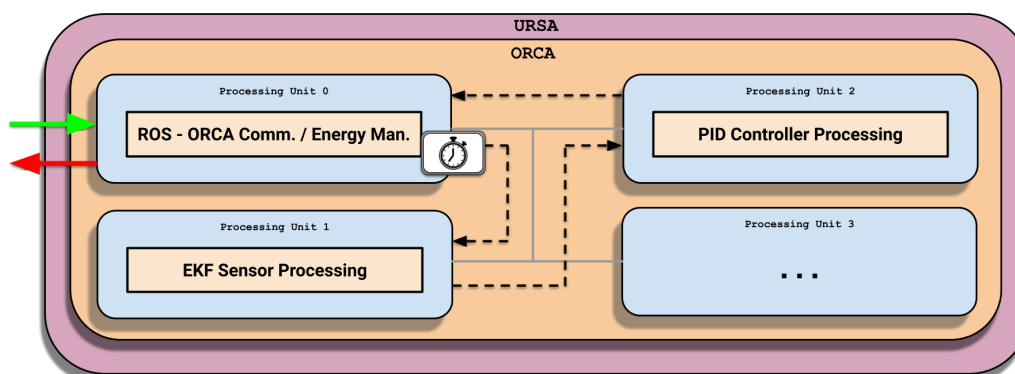 URSA
ORCA
Processing Unit 0
ROS - ORCA Comm. / Energy Man.
Processing Unit 2
PID Controller Processing
Processing Unit 1
EKF Sensor Processing
Processing Unit 3
...